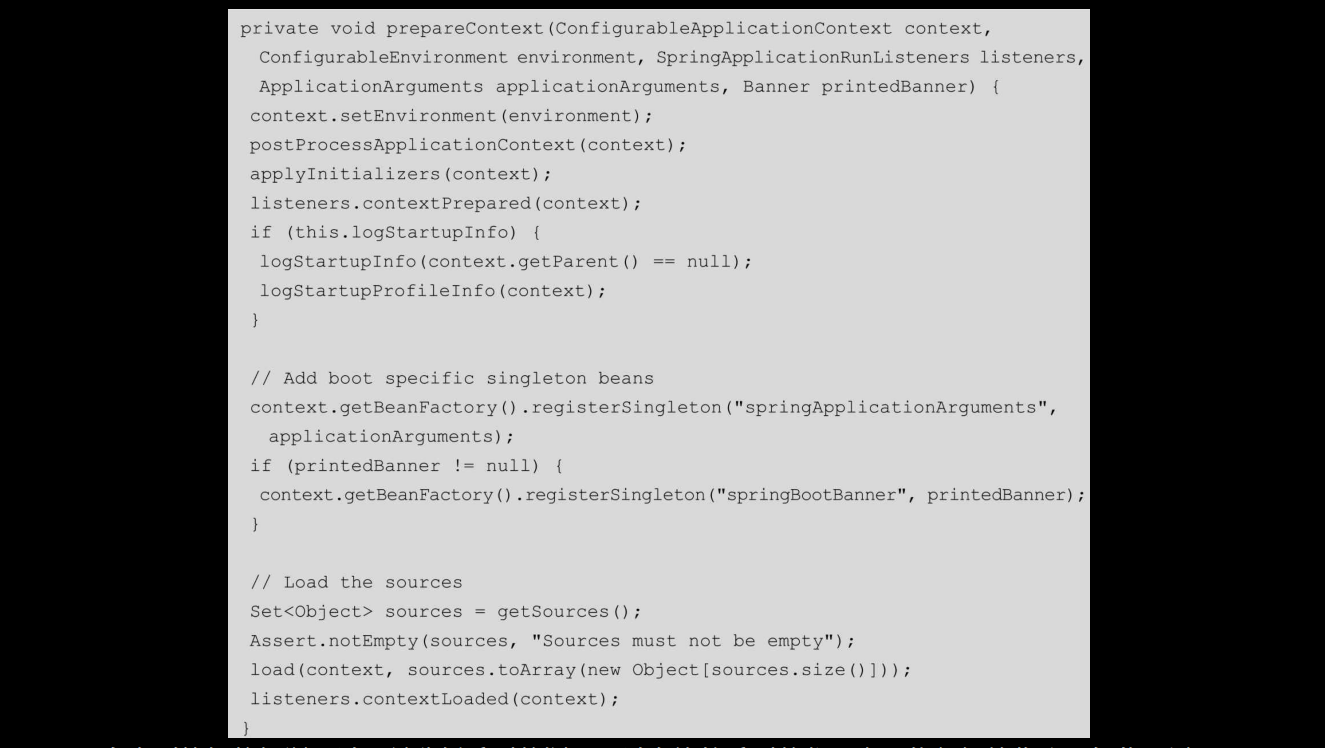 private void prepareContext(ConfigurableApplicationContext context,
ConfigurableEnvironment environment, SpringApplicationRunListeners listeners,
ApplicationArguments applicationArguments, Banner printedBanner) {
context.setEnvironment(environment);
postProcessApplicationContext(context);
applyInitializers(context);
listeners.contextPrepared(context);
if (this.logStartupInfo) {
logStartupInfo(context.getParent() == null);
logStartupProfileInfo(context);
}
// Add boot specific singleton beans
context.getBeanFactory().registerSingleton("springApplicationArguments",
applicationArguments);
if (printedBanner != null) {
context.getBeanFactory().registerSingleton("springBootBanner", printedBanner);
}
// Load the sources
Set<Object> sources = getSources();
Assert.notEmpty(sources, "Sources must not be empty");
load(context, sources.toArray(new Object[sources.size()]));
listeners.contextLoaded(context);
}